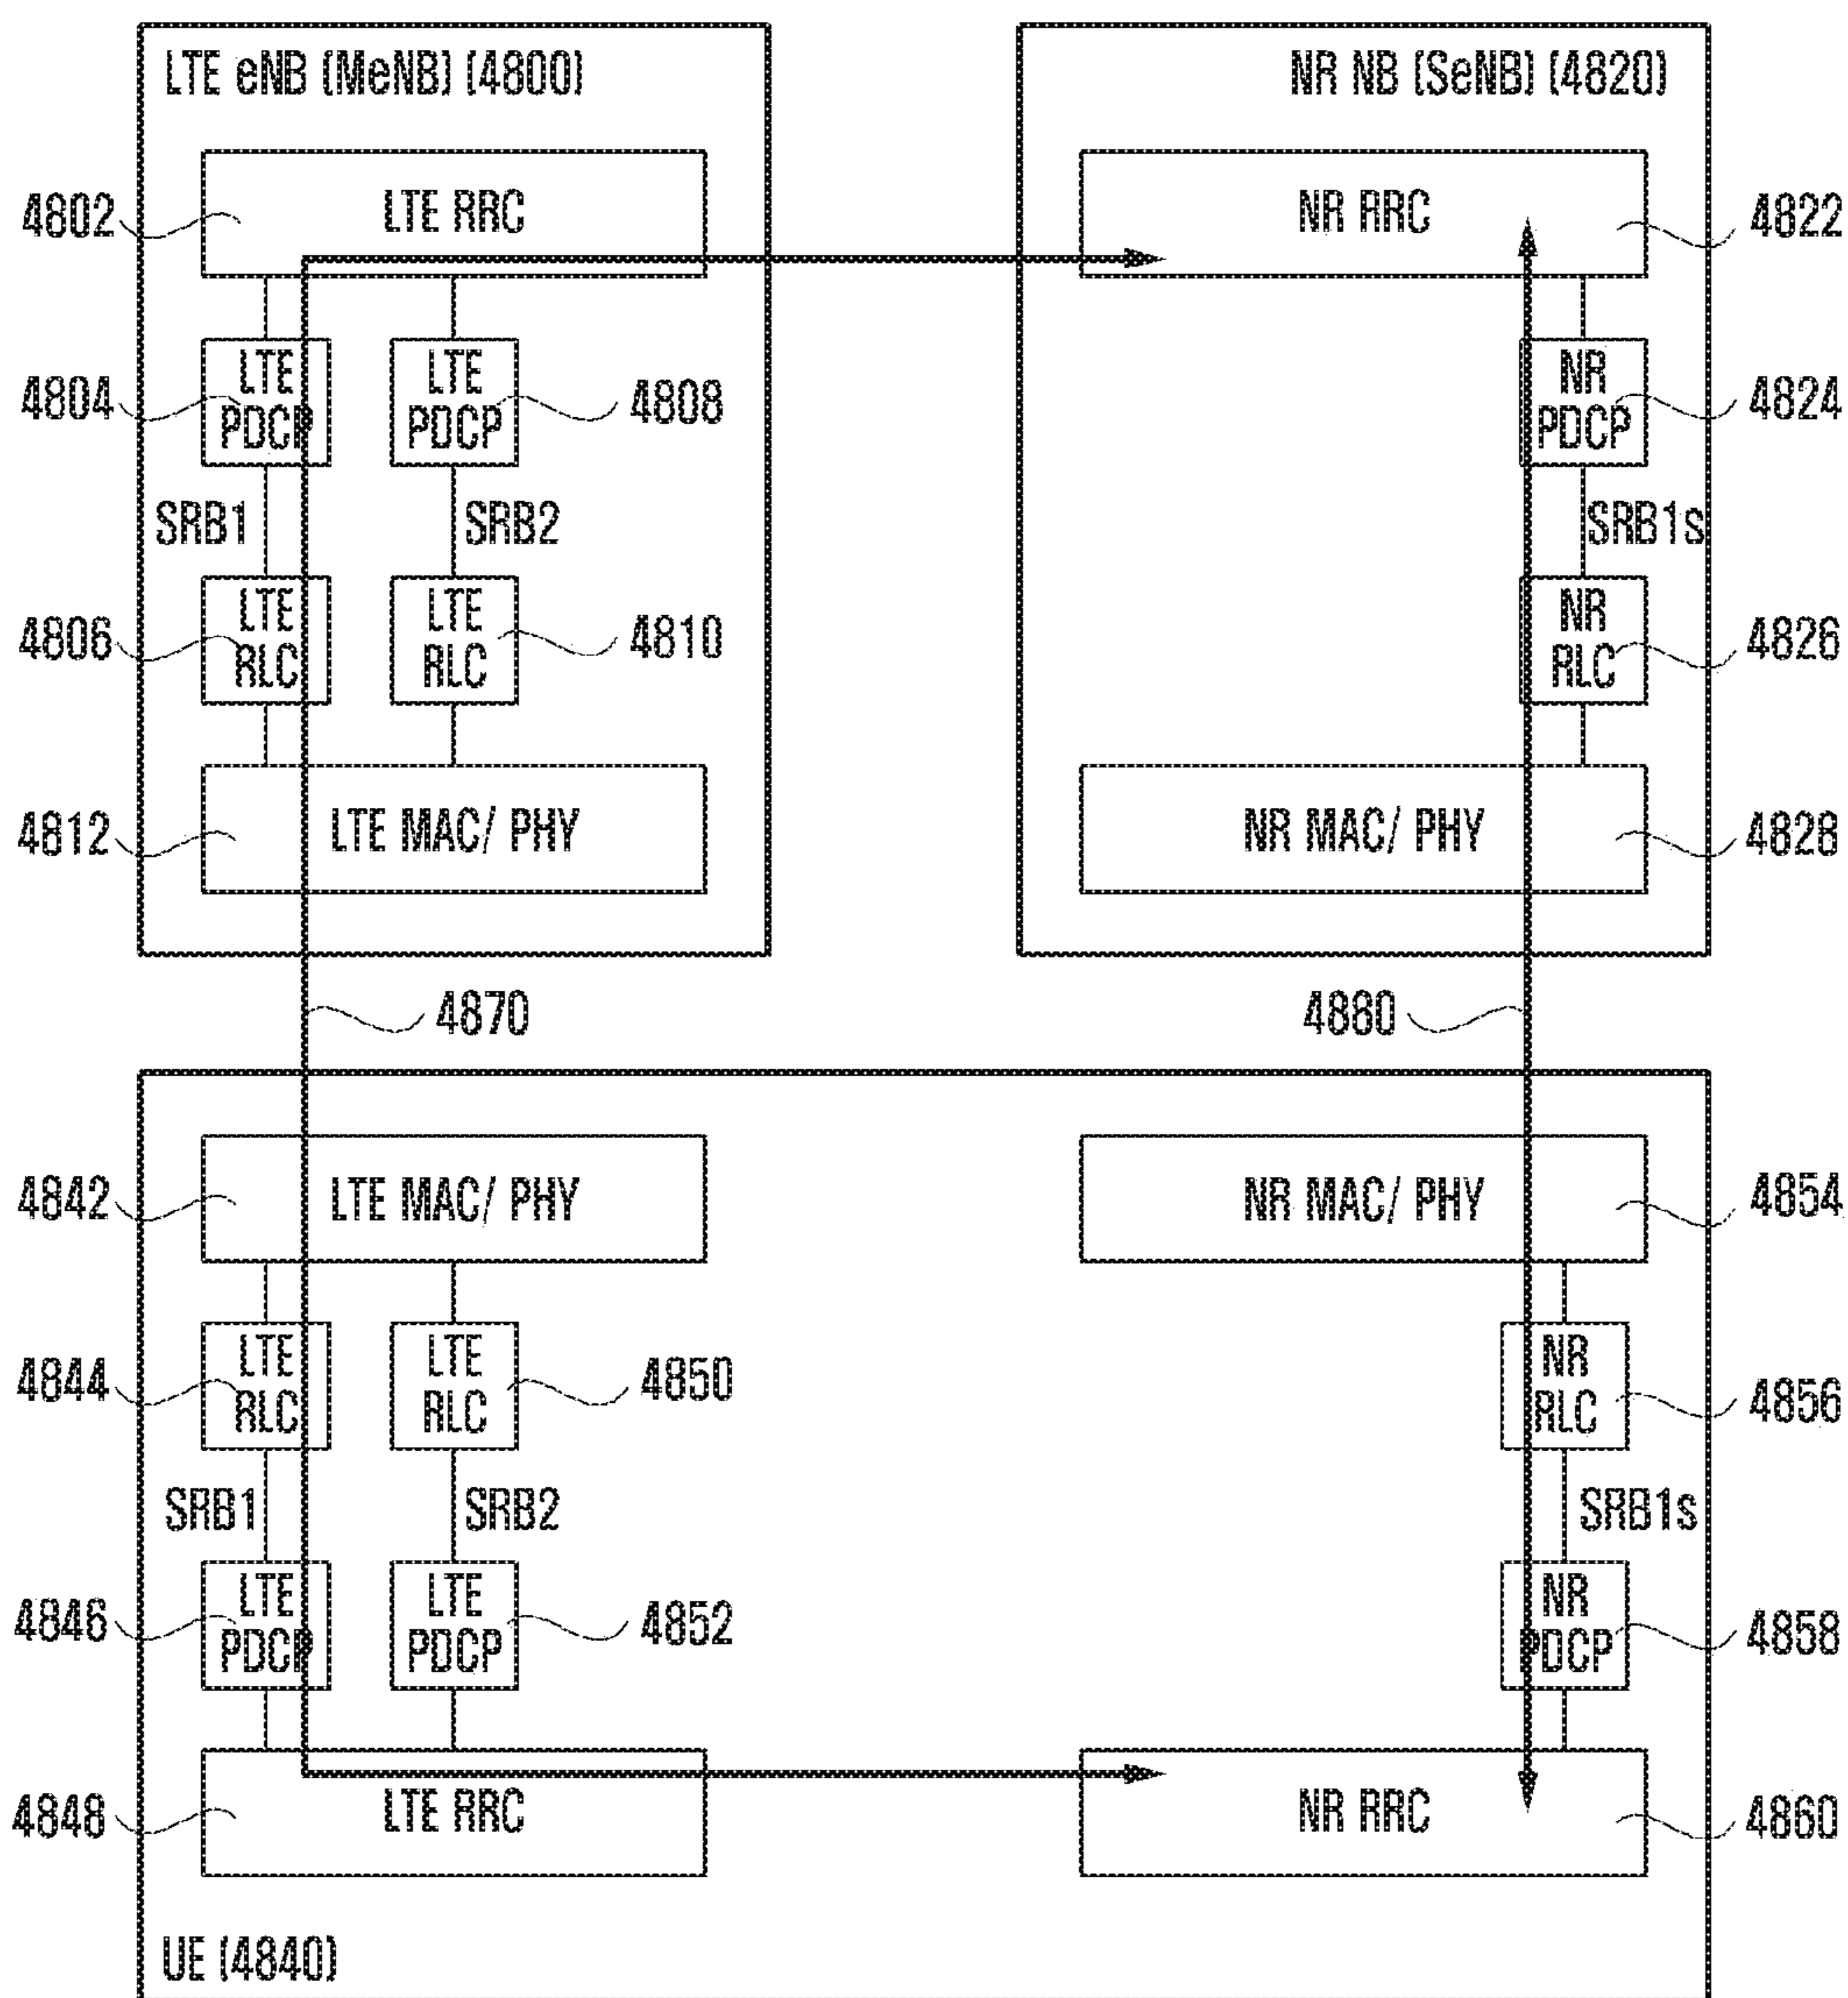 LTE eNB (MeNB) (4800)
NR NB (SeNB) (4820)
4802
LTE RRC
NR RRC
4822
4804
LTE
PDCP
LTE
PDCP
4808
NR
PDCP
4824
SRB1
SRB2
SRB1s
4806
LTE
RLC
LTE
RLC
4810
NR
RLC
4826
4812
LTE MAC/ PHY
NR MAC/ PHY
4828
4870
4880
4842
LTE MAC/ PHY
NR MAC/ PHY
4854
4844
LTE
RLC
LTE
RLC
4850
NR
RLC
4856
SRB1
SRB2
SRB1s
4846
LTE
PDCP
LTE
PDCP
4852
NR
PDCP
4858
4848
LTE RRC
NR RRC
4860
UE (4840)